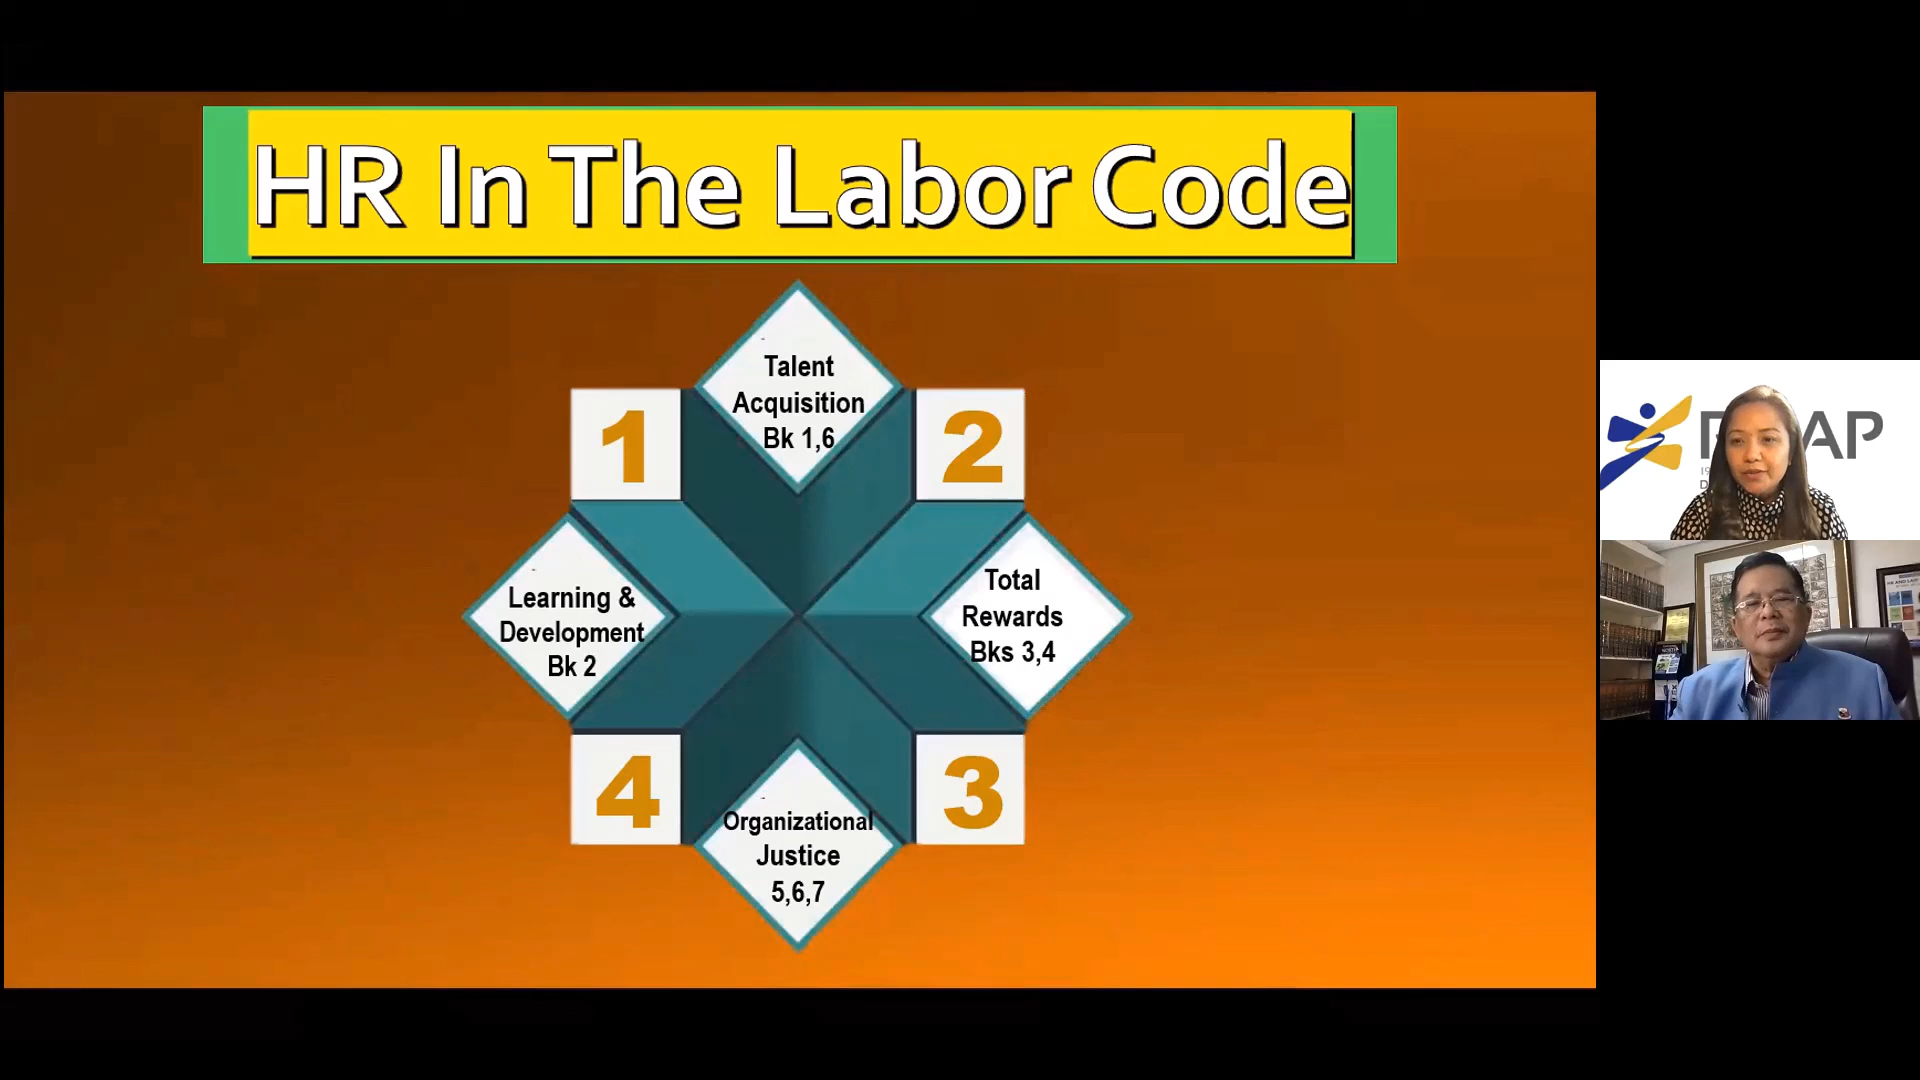 HR In The Labor Code
1
Talent
Acquisition
Bk 1,6
2
Learning &
Development
Bk 2
Total
Rewards
Bks 3,4
4
Organizational
Justice
5,6,7
3
AP